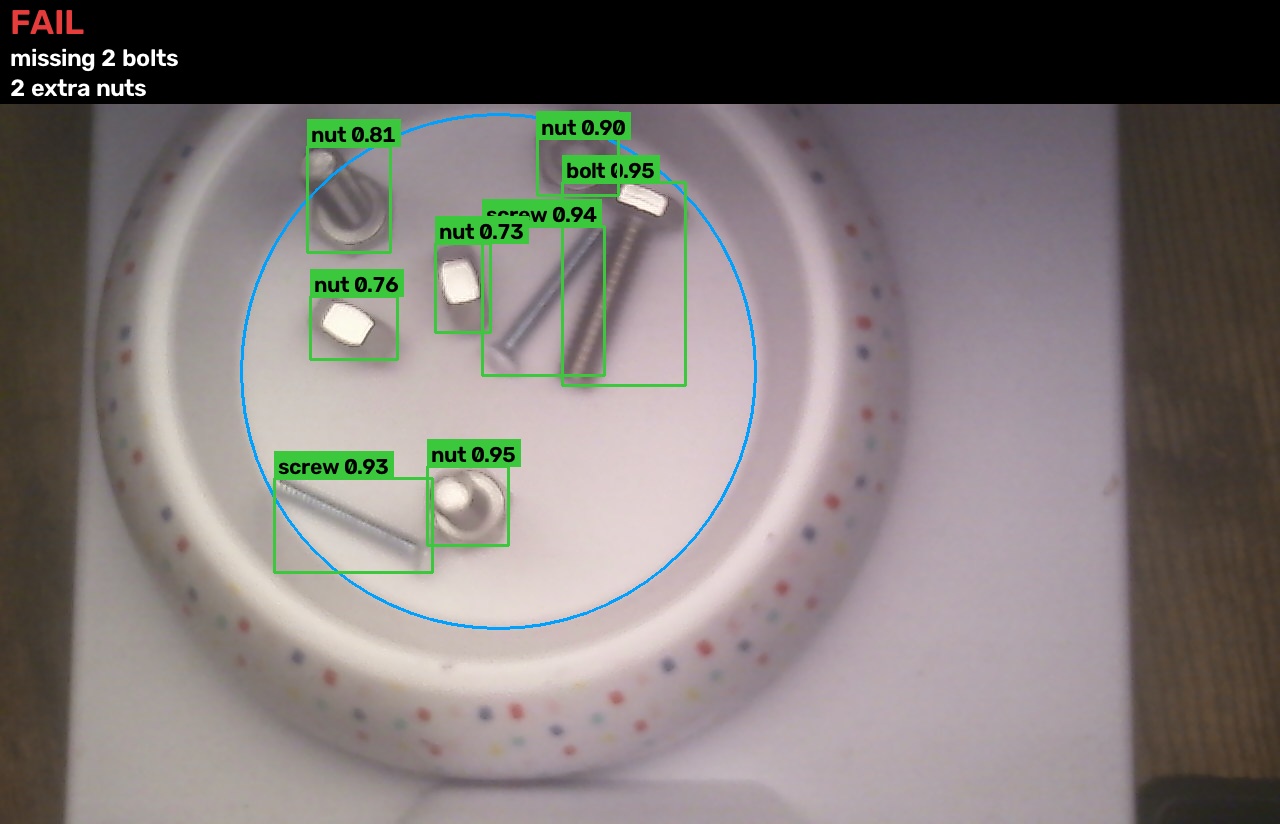 FAIL
missing 2 bolts
2 extra nuts
nut 0.81
nut 0.90
bolt 0.95
screw 0.94
nut 0.73
nut 0.76
nut 0.95
screw 0.93